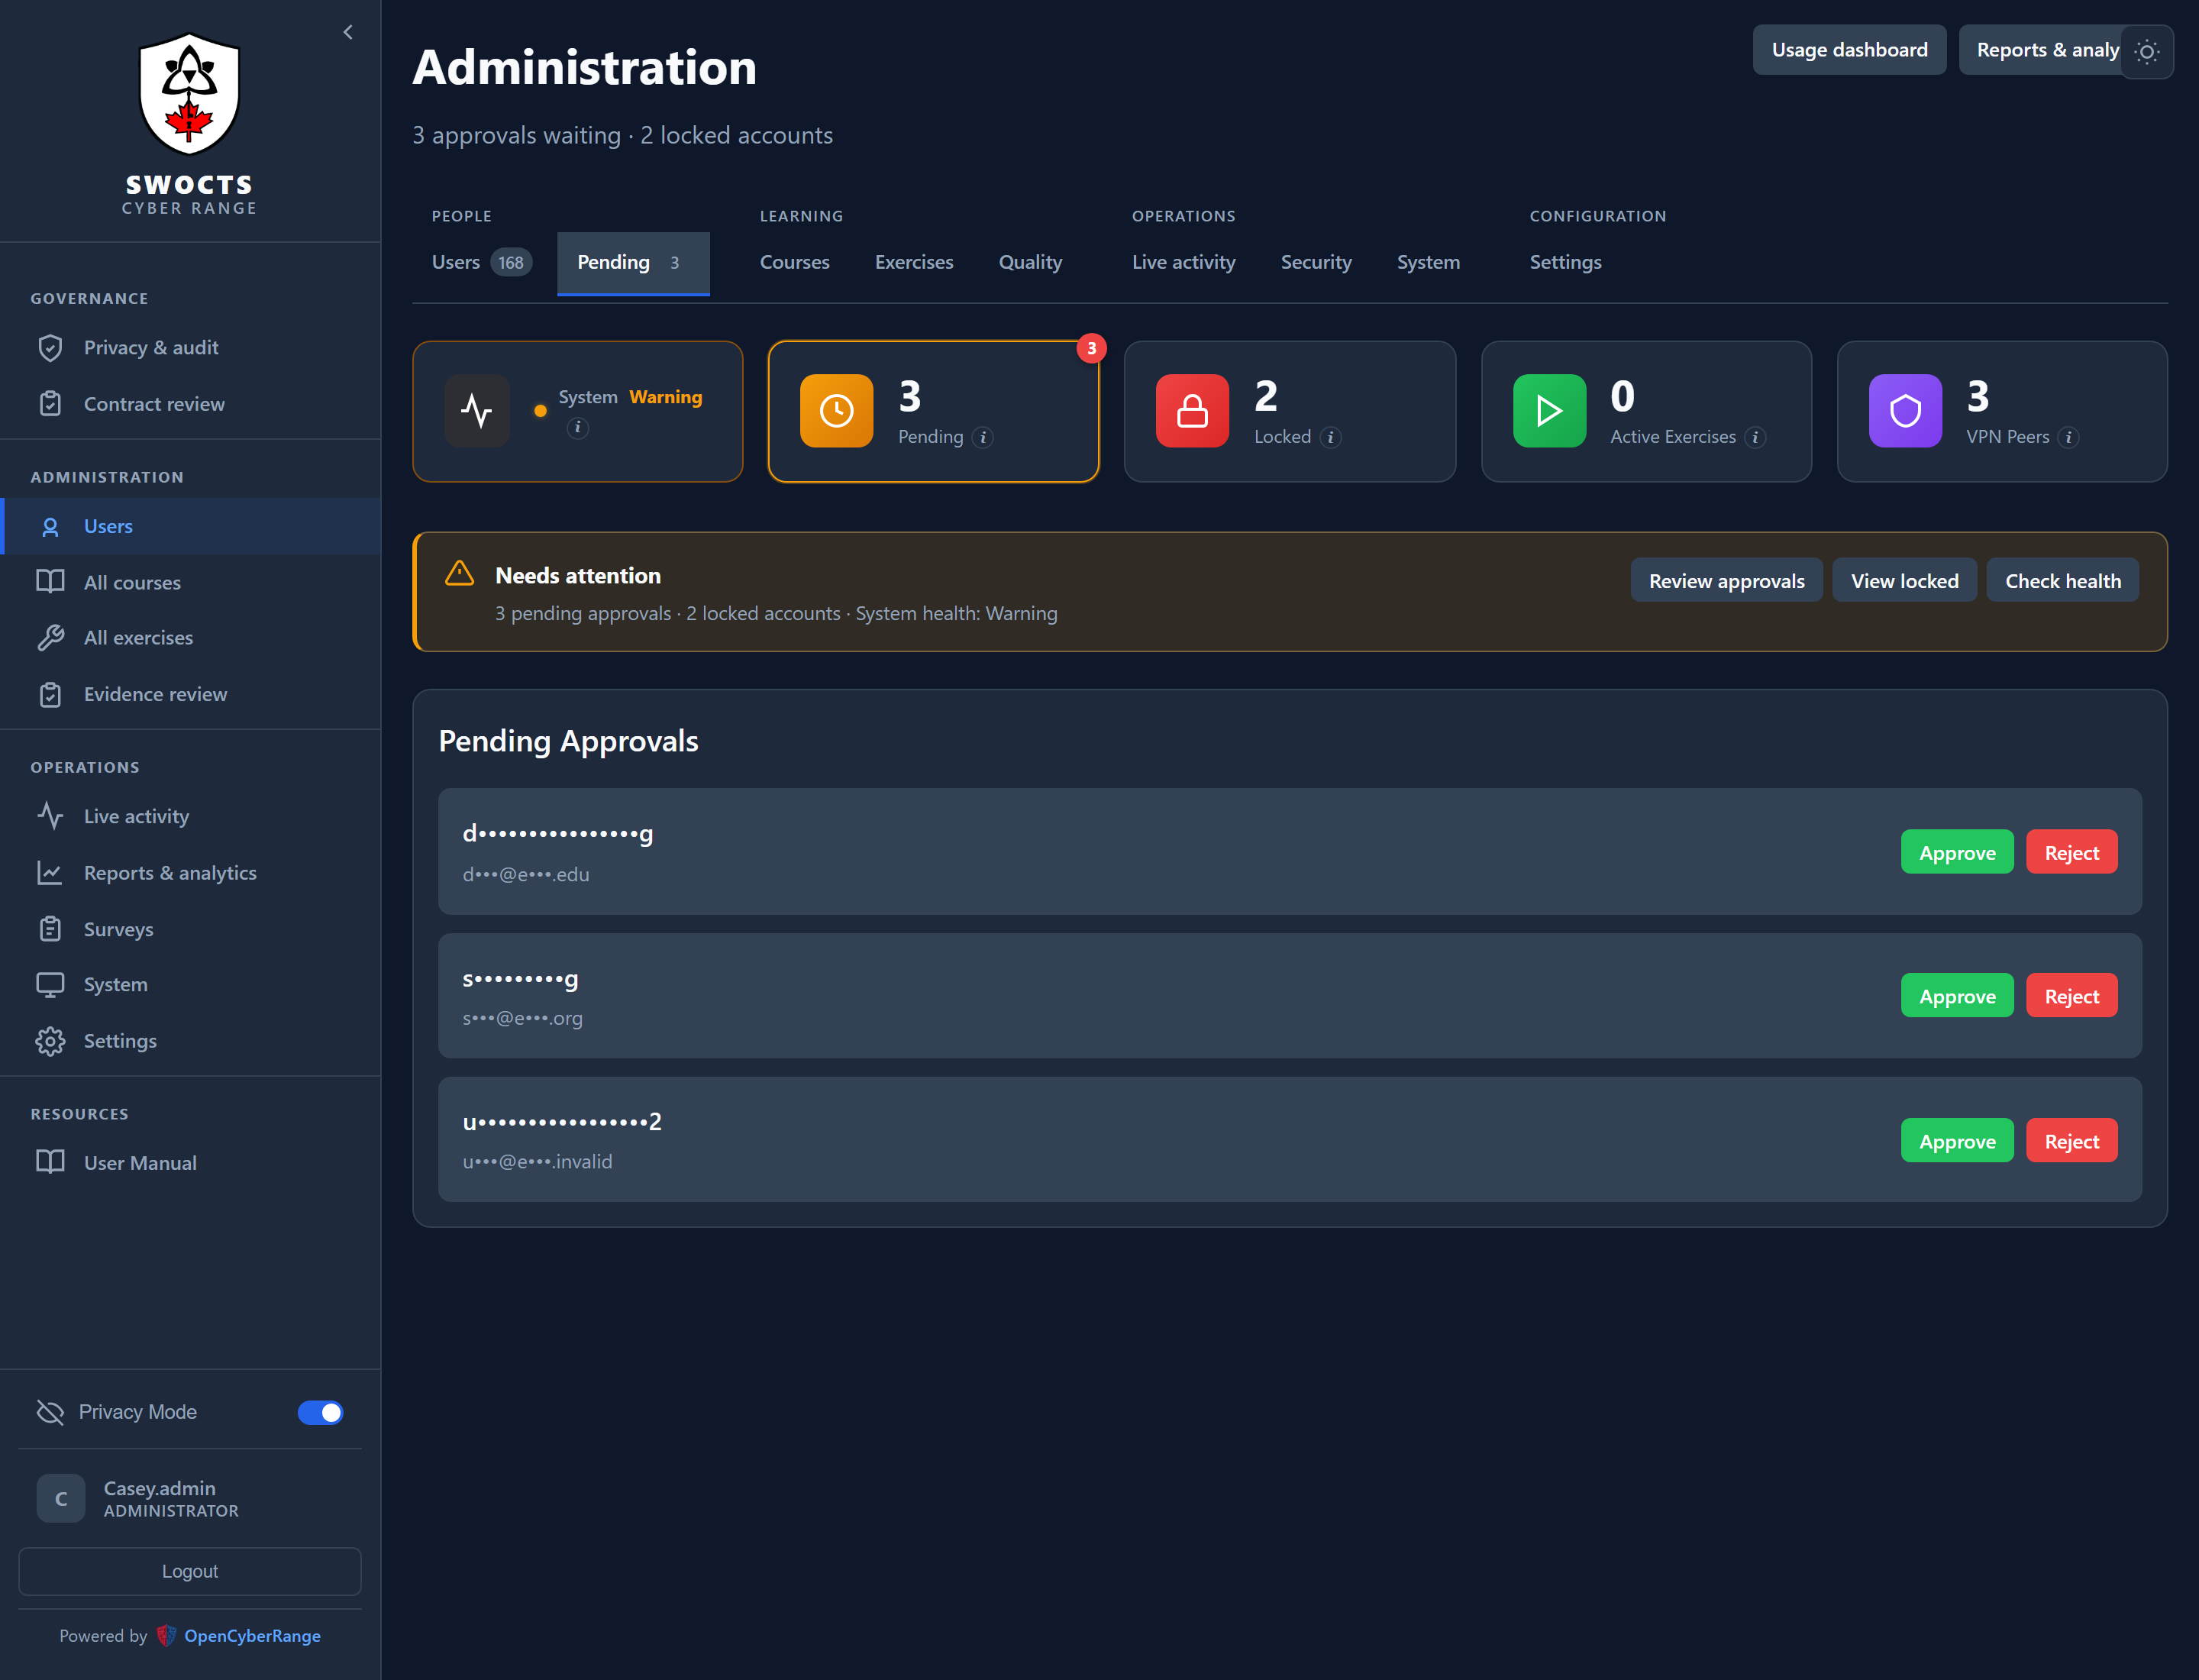 SWOCTS
CYBER RANGE
GOVERNANCE
Privacy & audit
Contract review
ADMINISTRATION
Users
All courses
All exercises
Evidence review
OPERATIONS
Live activity
Reports & analytics
Surveys
System
Settings
RESOURCES
User Manual
Privacy Mode
C
Casey.admin
ADMINISTRATOR
Logout
Powered by OpenCyberRange
Administration
Usage dashboard
Reports & analy
3 approvals waiting · 2 locked accounts
PEOPLE
Users 168
Pending 3
LEARNING
Courses
Exercises
Quality
OPERATIONS
Live activity
Security
System
CONFIGURATION
Settings
System Warning
i
3
3
Pending i
2
Locked i
0
Active Exercises i
3
VPN Peers i
Needs attention
3 pending approvals · 2 locked accounts · System health: Warning
Review approvals
View locked
Check health
Pending Approvals
d••••••••••••••••g
d•••@e•••.edu
Approve
Reject
s•••••••••g
s•••@e•••.org
Approve
Reject
u•••••••••••••••••2
u•••@e•••.invalid
Approve
Reject